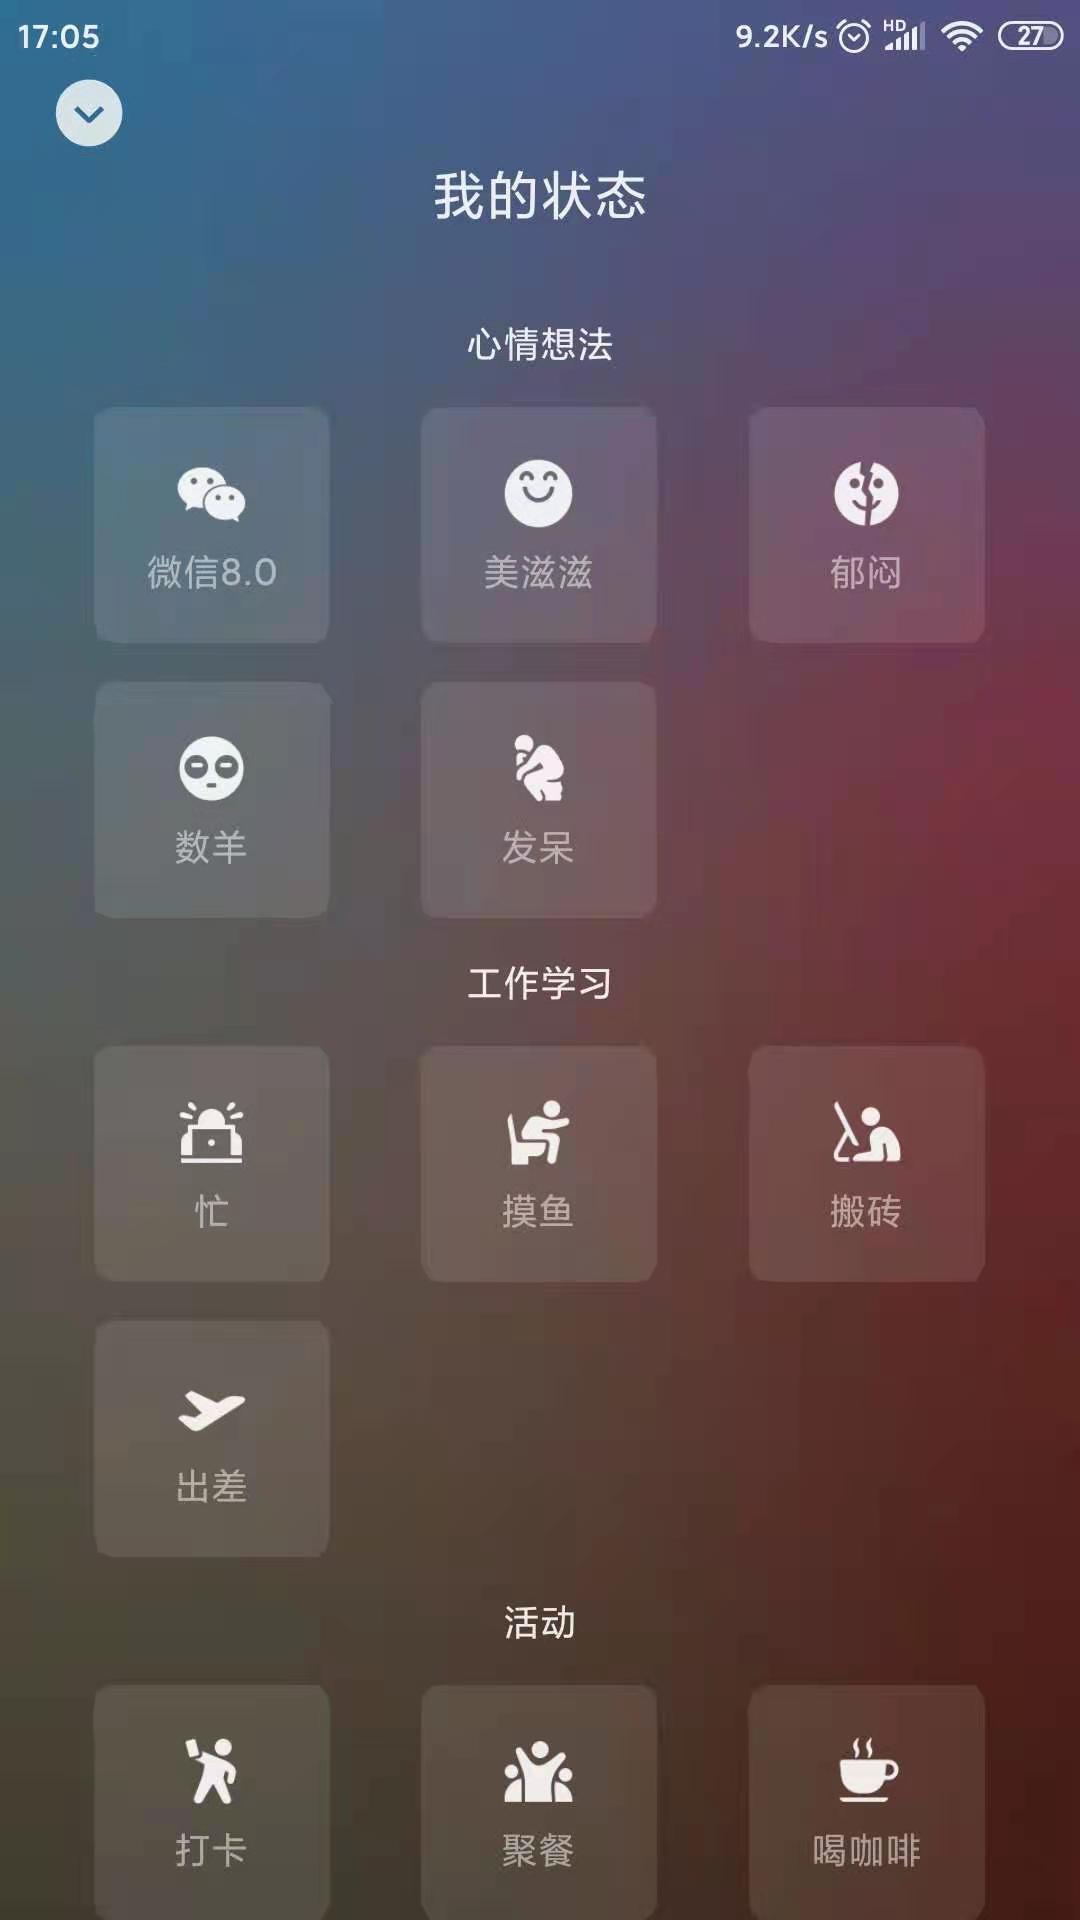 17:05 9.2K/s HD 27
我的状态
心情想法
微信8.0 美滋滋 郁闷
数羊 发呆
工作学习
忙 摸鱼 搬砖
出差
活动
打卡 聚餐 喝咖啡